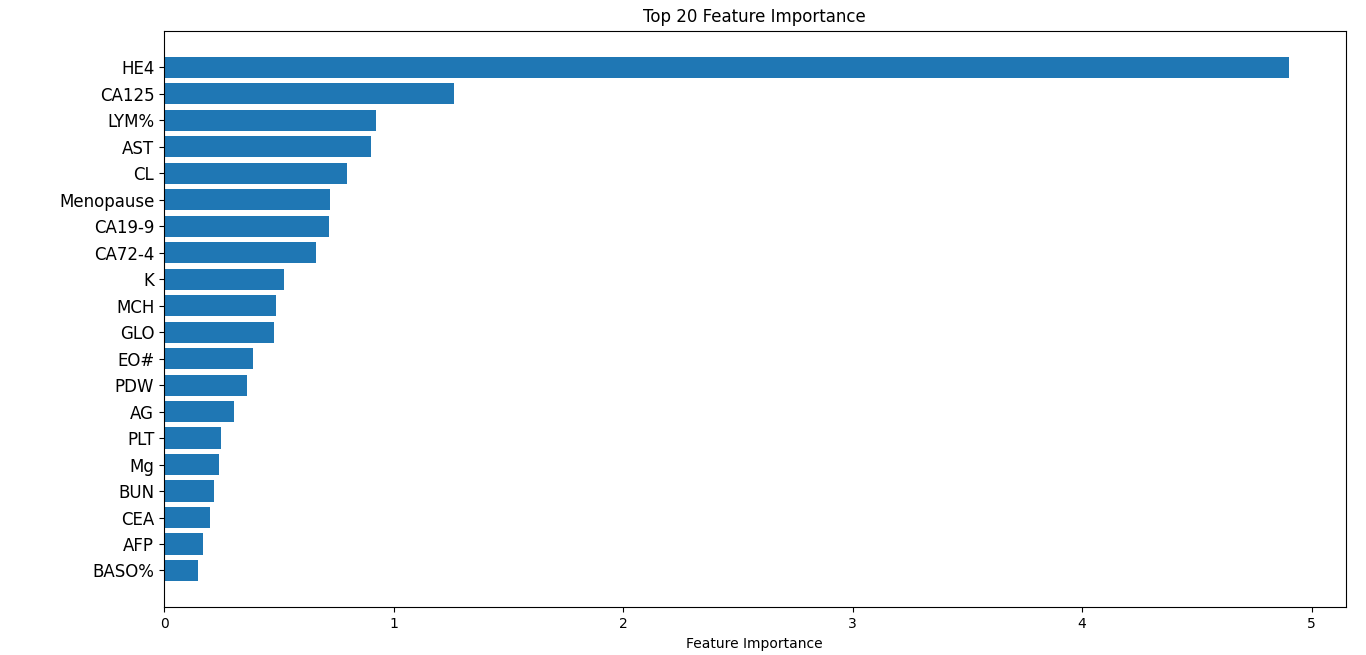 Top 20 Feature Importance
HE4
CA125
LYM%
AST
CL
Menopause
CA19-9
CA72-4
K
MCH
GLO
EO#
PDW
AG
PLT
Mg
BUN
CEA
AFP
BASO%
0 1 2 3 4 5
Feature Importance